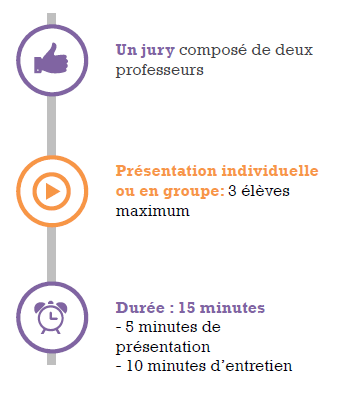 Un jury composé de deux
professeurs
Présentation individuelle
ou en groupe: 3 élèves
maximum
Durée : 15 minutes
- 5 minutes de
présentation
- 10 minutes d’entretien